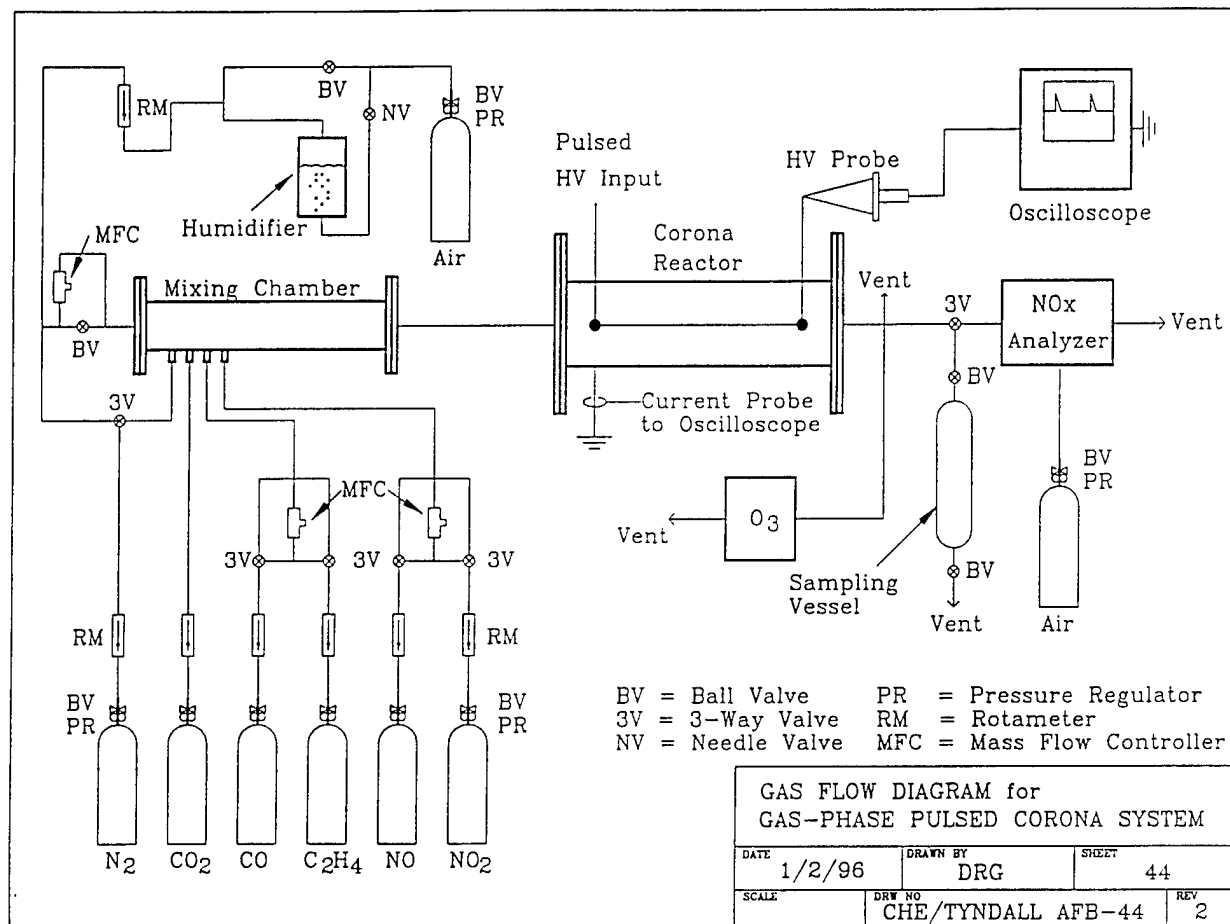 BV
RM
NV
BV
PR
Humidifier
Air
MFC
Mixing Chamber
BV
3V
Pulsed
HV Input
HV Probe
Oscilloscope
Corona
Reactor
Vent
3V
NOx
Analyzer
Vent
BV
Current Probe
to Oscilloscope
O3
Vent
Sampling
Vessel
BV
Vent
BV
PR
Air
MFC
3V
3V
3V
RM
RM
BV
PR
BV
PR
N2
CO2
CO
C2H4
NO
NO2
BV = Ball Valve PR = Pressure Regulator
3V = 3-Way Valve RM = Rotameter
NV = Needle Valve MFC = Mass Flow Controller
GAS FLOW DIAGRAM for
GAS-PHASE PULSED CORONA SYSTEM
DATE 1/2/96 DRAWN BY DRG SHEET 44
SCALE DRW NO CHE/TYNDALL AFB-44 REV 2